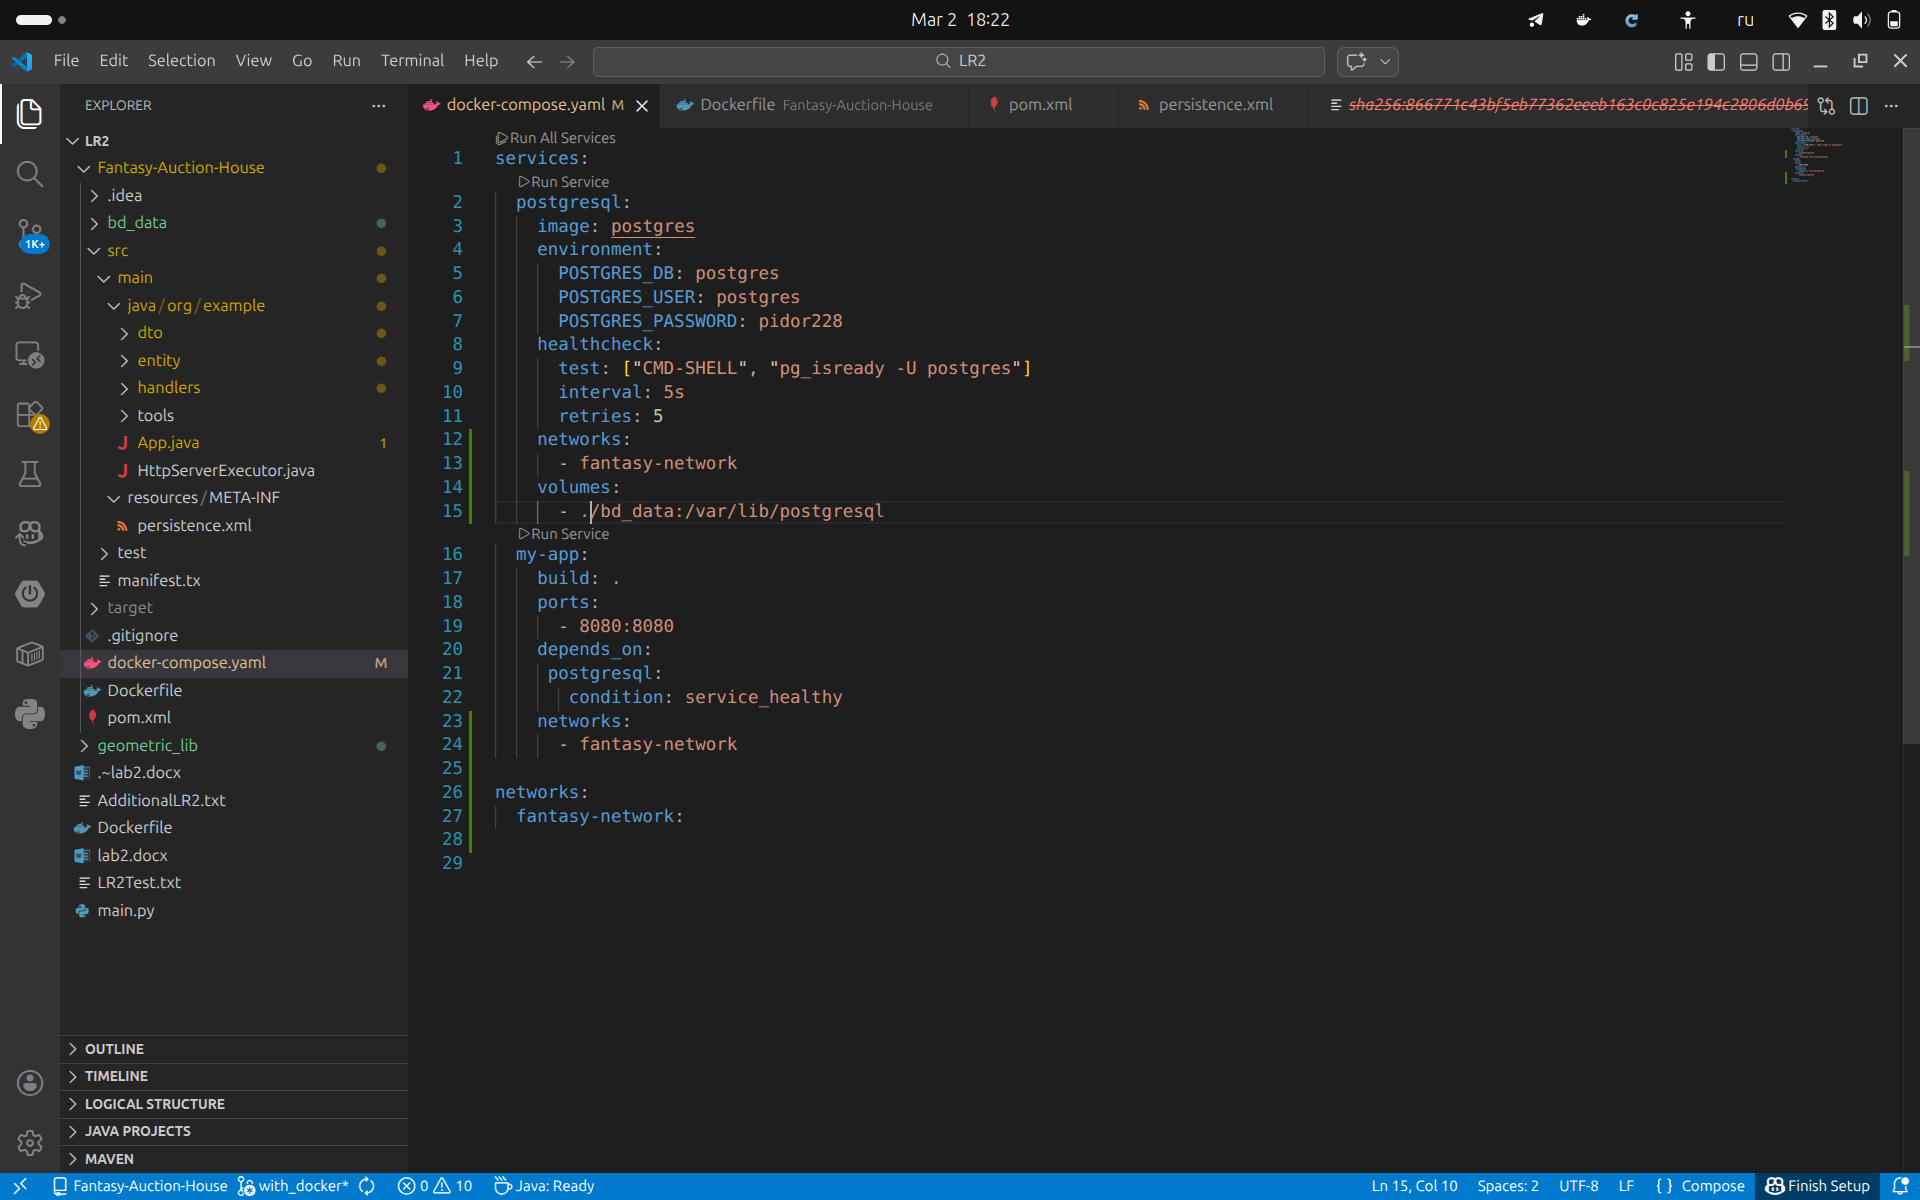 Mar 2 18:22
ru
File Edit Selection View Go Run Terminal Help
LR2
EXPLORER
LR2
Fantasy-Auction-House
.idea
bd_data
src
main
java/org/example
dto
entity
handlers
tools
App.java 1
HttpServerExecutor.java
resources/META-INF
persistence.xml
test
manifest.tx
target
.gitignore
docker-compose.yaml M
Dockerfile
pom.xml
geometric_lib
.~lab2.docx
AdditionalLR2.txt
Dockerfile
lab2.docx
LR2Test.txt
main.py
OUTLINE
TIMELINE
LOGICAL STRUCTURE
JAVA PROJECTS
MAVEN
1K+
docker-compose.yaml M
Dockerfile Fantasy-Auction-House
pom.xml
persistence.xml
sha256:866771c43bf5eb77362eeeb163c0c825e194c2806d0b69
Run All Services
1 services:
Run Service
2 postgresql:
3 image: postgres
4 environment:
5 POSTGRES_DB: postgres
6 POSTGRES_USER: postgres
7 POSTGRES_PASSWORD: pidor228
8 healthcheck:
9 test: ["CMD-SHELL", "pg_isready -U postgres"]
10 interval: 5s
11 retries: 5
12 networks:
13 - fantasy-network
14 volumes:
15 - ./bd_data:/var/lib/postgresql
Run Service
16 my-app:
17 build: .
18 ports:
19 - 8080:8080
20 depends_on:
21 postgresql:
22 condition: service_healthy
23 networks:
24 - fantasy-network
25
26 networks:
27 fantasy-network:
28
29
Fantasy-Auction-House with_docker* 0 10 Java: Ready
Ln 15, Col 10 Spaces: 2 UTF-8 LF { } Compose Finish Setup